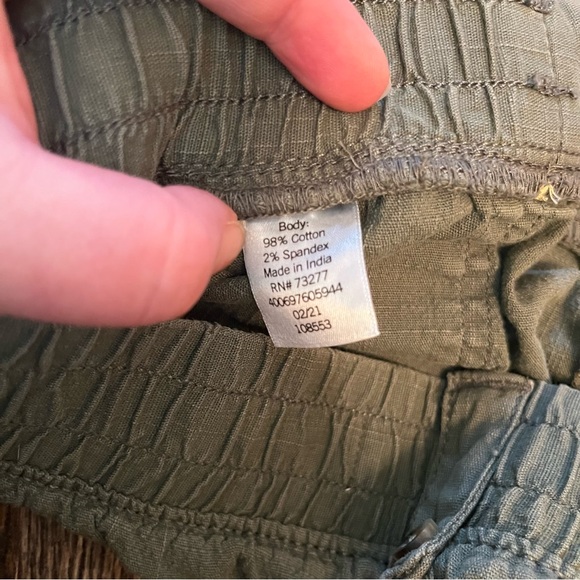 Body:
98% Cotton
2% Spandex
Made in India
RN# 73277
400697605944
02/21
108553